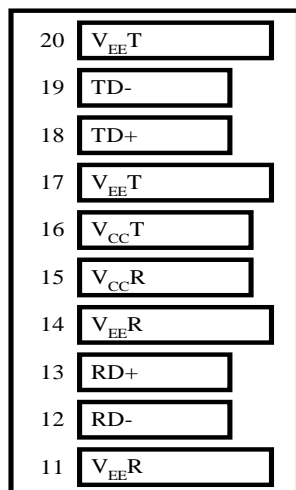 20 VEET
19 TD-
18 TD+
17 VEET
16 VCCT
15 VCCR
14 VEER
13 RD+
12 RD-
11 VEER